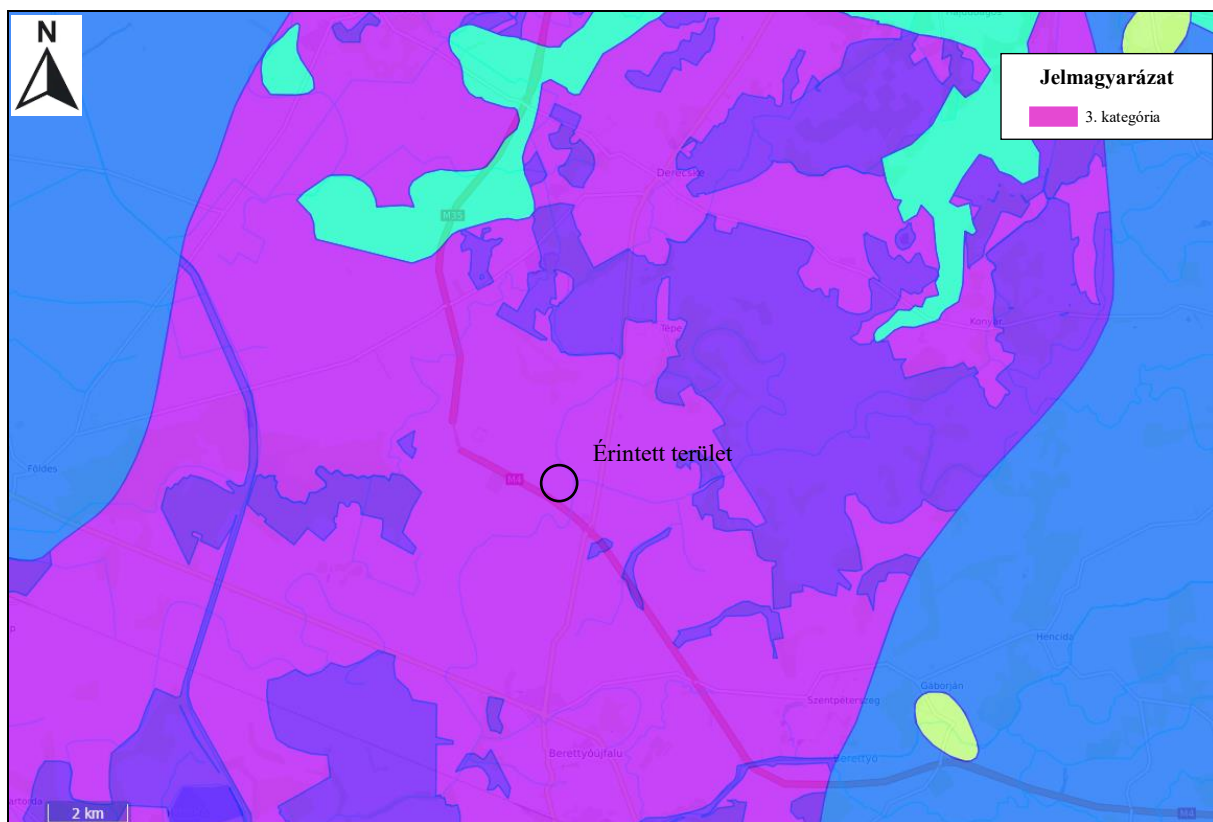 N
Hajdúbagos
Jelmagyarázat
3. kategória
Derecske
M35
Konyár
Tépe
Érintett terület
Földes
M4
Hencida
Gáborján
Szentpéterszeg
Berettyóújfalu
Berettyó
2 km
M4